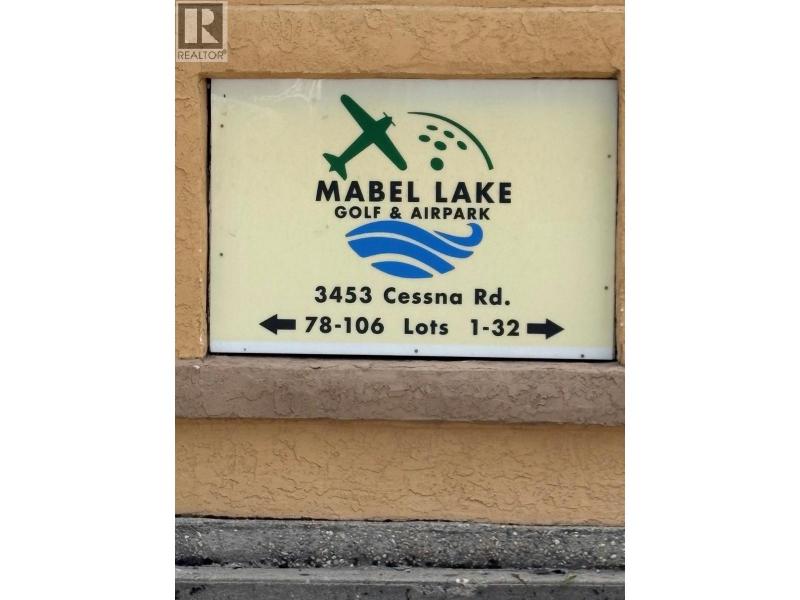 R
REALTOR®
MABEL LAKE
GOLF & AIRPARK
3453 Cessna Rd.
78-106 Lots 1-32